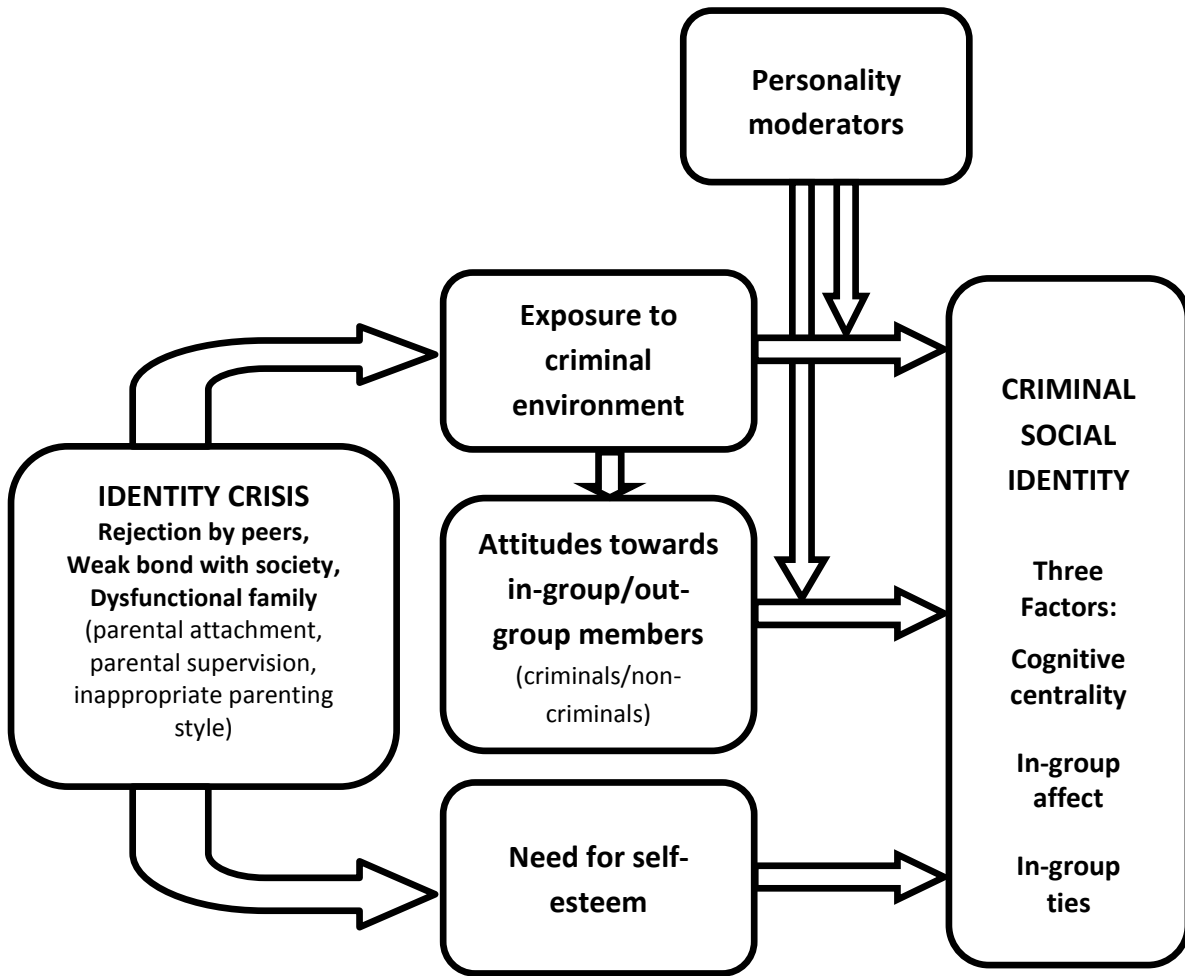 Personality
moderators
Exposure to
criminal
environment
IDENTITY CRISIS
Rejection by peers,
Weak bond with society,
Dysfunctional family
(parental attachment,
parental supervision,
inappropriate parenting
style)
Attitudes towards
in-group/out-
group members
(criminals/non-
criminals)
Need for self-
esteem
CRIMINAL
SOCIAL
IDENTITY
Three
Factors:
Cognitive
centrality
In-group
affect
In-group
ties